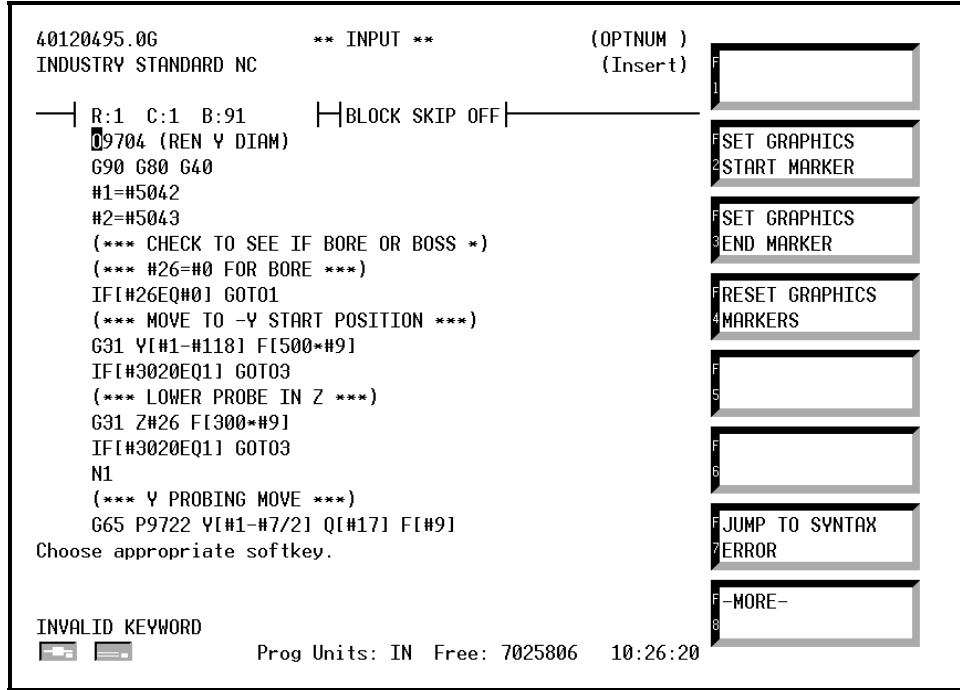 40120495.0G ** INPUT ** (OPTNUM )
INDUSTRY STANDARD NC (Insert)
R:1 C:1 B:91 BLOCK SKIP OFF
O9704 (REN Y DIAM)
G90 G80 G40
#1=#5042
#2=#5043
(*** CHECK TO SEE IF BORE OR BOSS *)
(*** #26=#0 FOR BORE ***)
IF[#26EQ#0] GOTO1
(*** MOVE TO -Y START POSITION ***)
G31 Y[#1-#118] F[500*#9]
IF[#3020EQ1] GOTO3
(*** LOWER PROBE IN Z ***)
G31 Z#26 F[300*#9]
IF[#3020EQ1] GOTO3
N1
(*** Y PROBING MOVE ***)
G65 P9722 Y[#1-#7/2] Q[#17] F[#9]
Choose appropriate softkey.
INVALID KEYWORD
Prog Units: IN Free: 7025806 10:26:20
F1
F2 SET GRAPHICS
START MARKER
F3 SET GRAPHICS
END MARKER
F4 RESET GRAPHICS
MARKERS
F5
F6
F7 JUMP TO SYNTAX
ERROR
F8 -MORE-